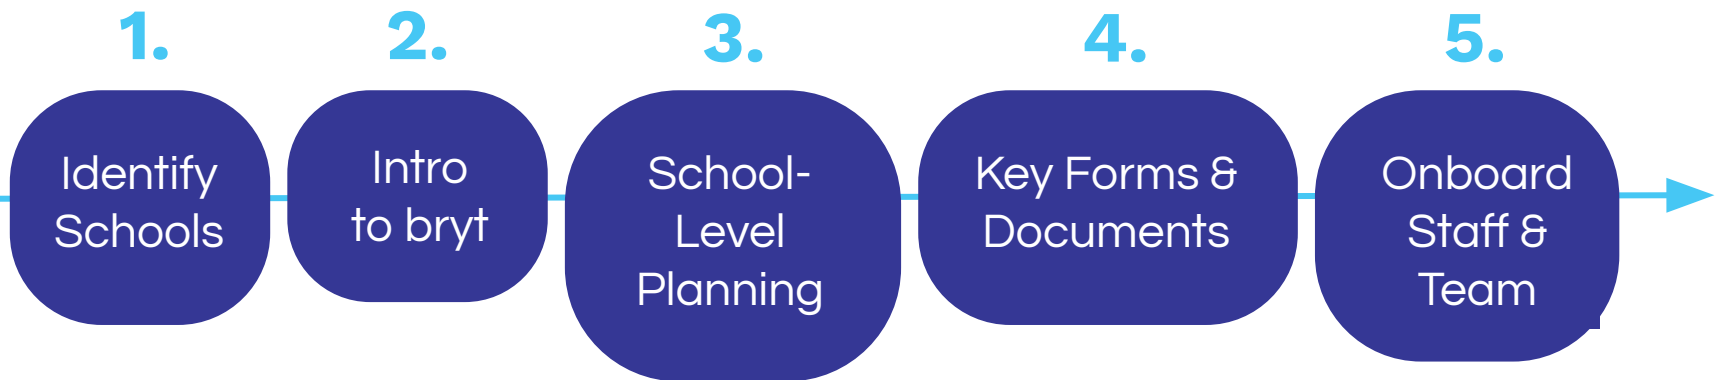 1.
Identify
Schools
2.
Intro
to bryt
3.
School-
Level
Planning
4.
Key Forms &
Documents
5.
Onboard
Staff &
Team